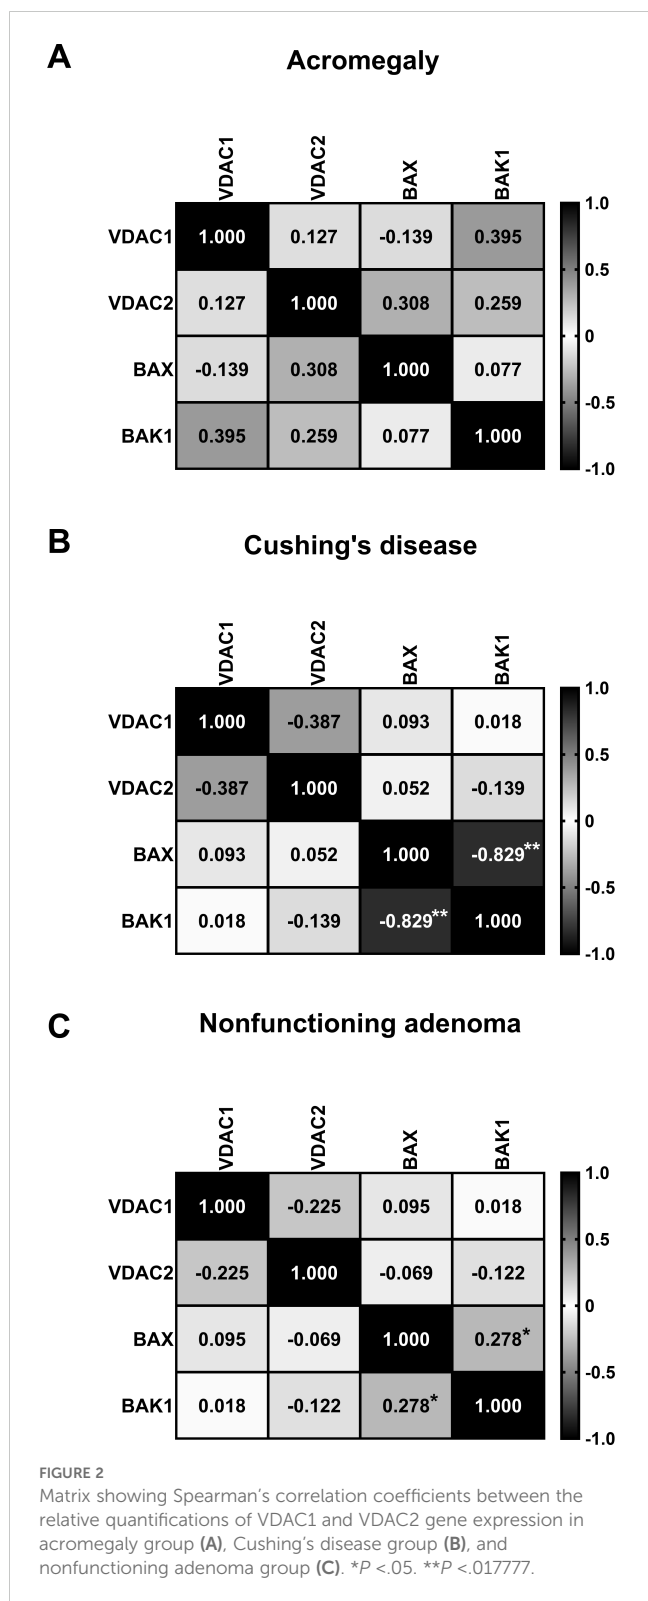 A
Acromegaly
VDAC1 VDAC2 BAX BAK1
VDAC1 1.000 0.127 -0.139 0.395
VDAC2 0.127 1.000 0.308 0.259
BAX -0.139 0.308 1.000 0.077
BAK1 0.395 0.259 0.077 1.000
1.0
0.5
0
-0.5
-1.0
B
Cushing's disease
VDAC1 VDAC2 BAX BAK1
VDAC1 1.000 -0.387 0.093 0.018
VDAC2 -0.387 1.000 0.052 -0.139
BAX 0.093 0.052 1.000 -0.829**
BAK1 0.018 -0.139 -0.829** 1.000
1.0
0.5
0
-0.5
-1.0
C
Nonfunctioning adenoma
VDAC1 VDAC2 BAX BAK1
VDAC1 1.000 -0.225 0.095 0.018
VDAC2 -0.225 1.000 -0.069 -0.122
BAX 0.095 -0.069 1.000 0.278*
BAK1 0.018 -0.122 0.278* 1.000
1.0
0.5
0
-0.5
-1.0
FIGURE 2
Matrix showing Spearman's correlation coefficients between the
relative quantifications of VDAC1 and VDAC2 gene expression in
acromegaly group (A), Cushing's disease group (B), and
nonfunctioning adenoma group (C). *P <.05. **P <.017777.